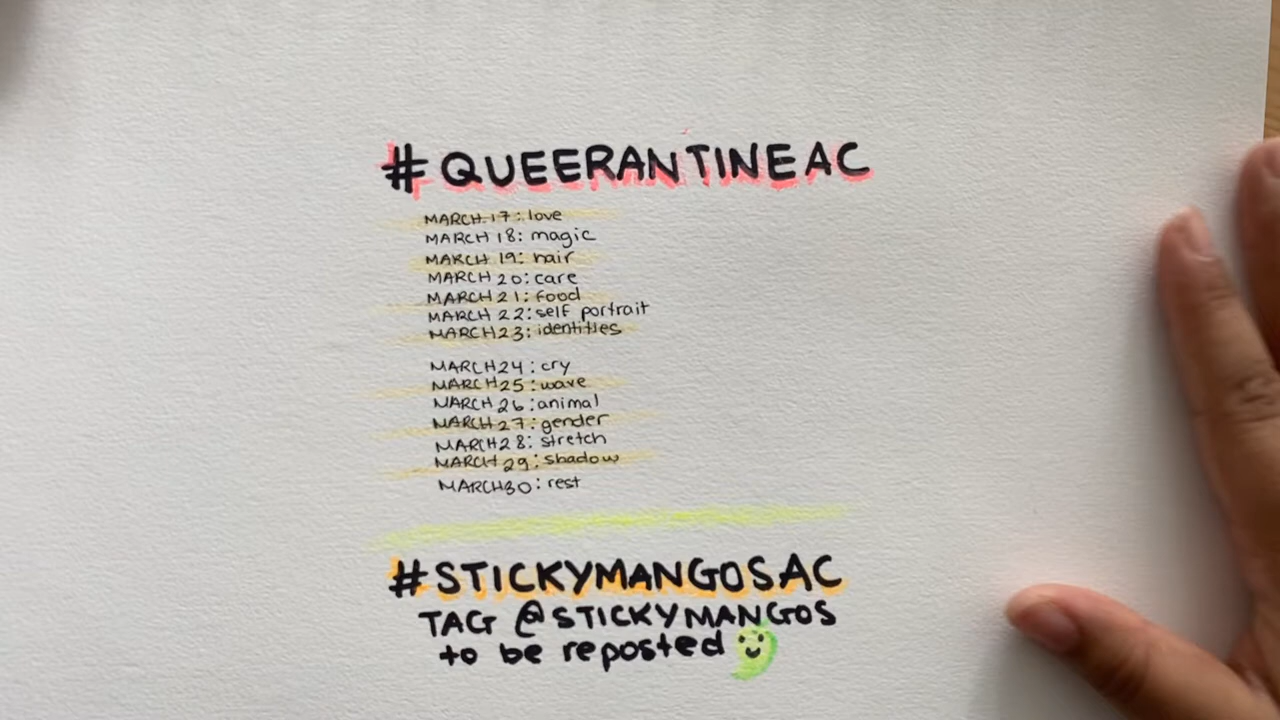 #QUEERANTINEAC
MARCH 17: love
MARCH 18: magic
MARCH 19: hair
MARCH 20: care
MARCH 21: food
MARCH 22: self portrait
MARCH 23: identities
MARCH 24: cry
MARCH 25: wave
MARCH 26: animal
MARCH 27: gender
MARCH 28: stretch
MARCH 29: shadow
MARCH 30: rest
#STICKYMANGOSAC
TAG @STICKYMANGOS
to be reposted